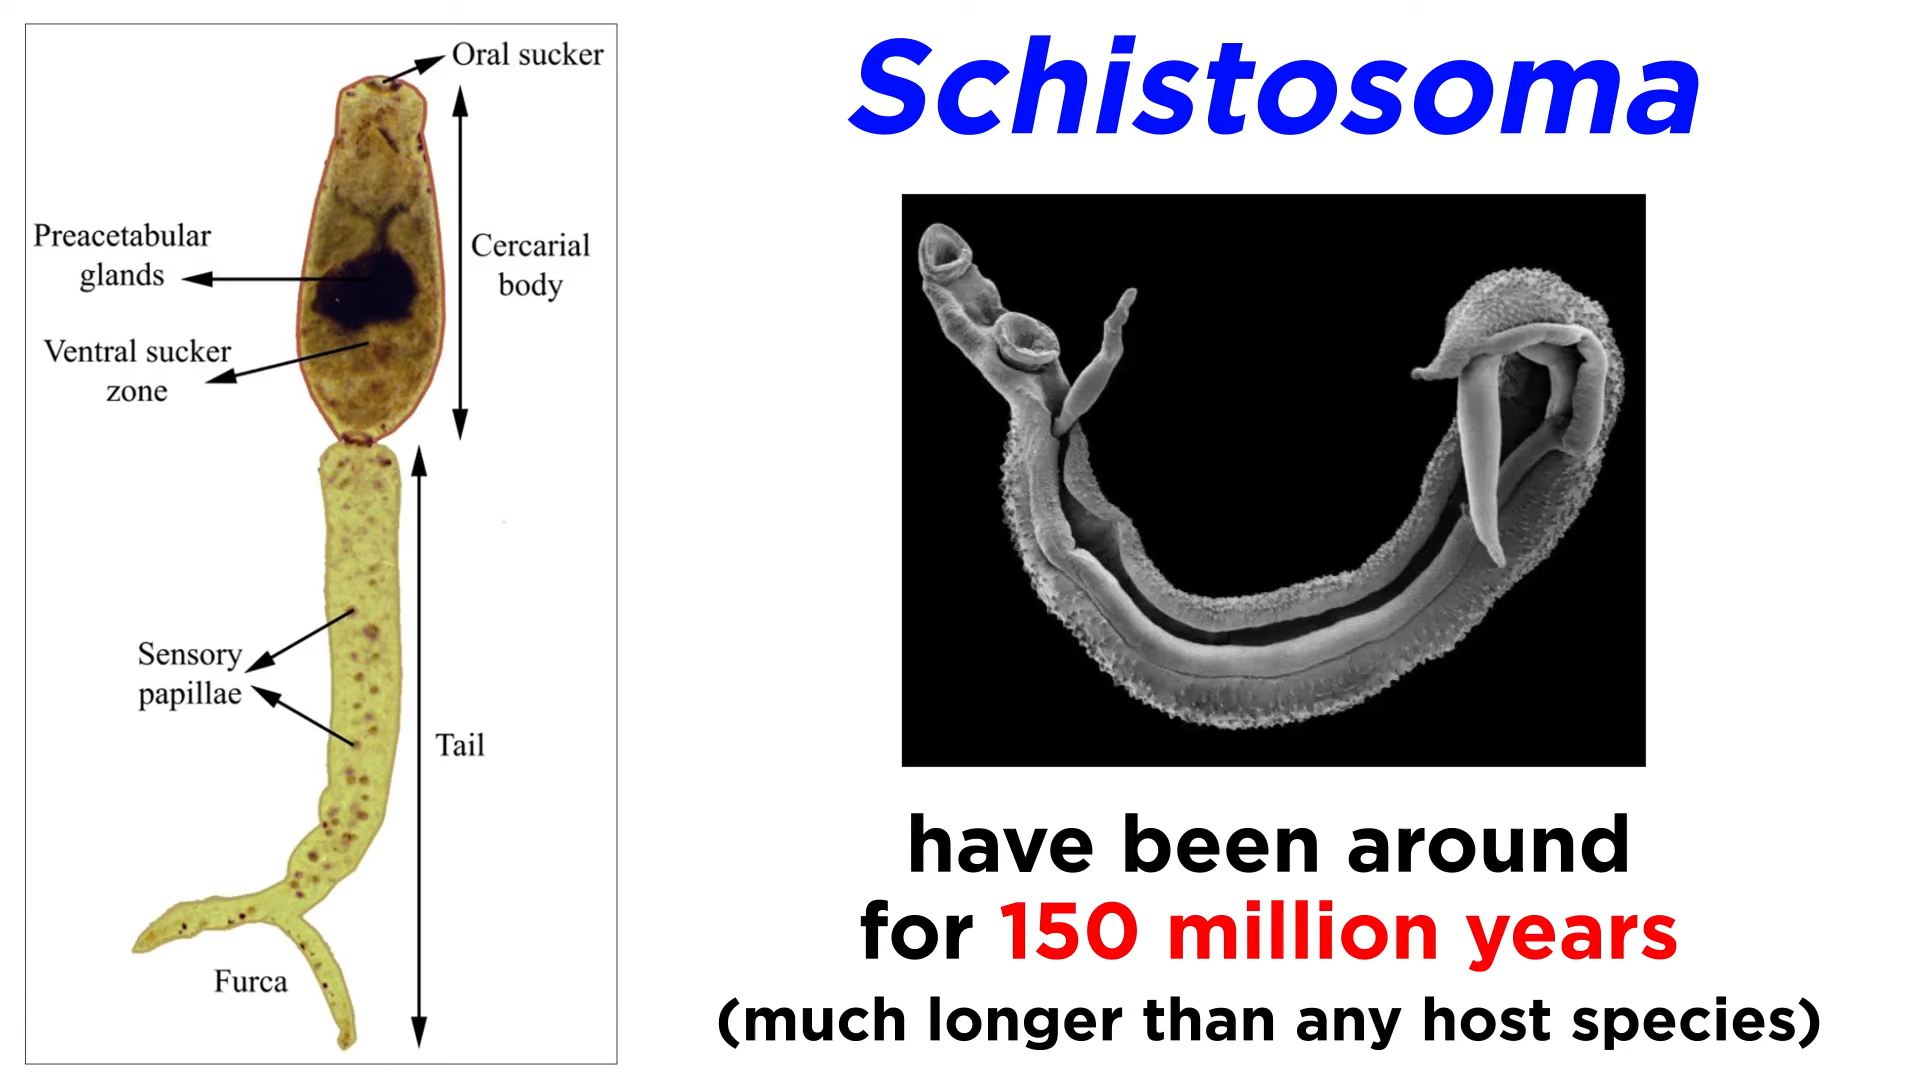 Oral sucker
Preacetabular
glands
Cercarial
body
Ventral sucker
zone
Sensory
papillae
Tail
Furca
Schistosoma
have been around
for 150 million years
(much longer than any host species)